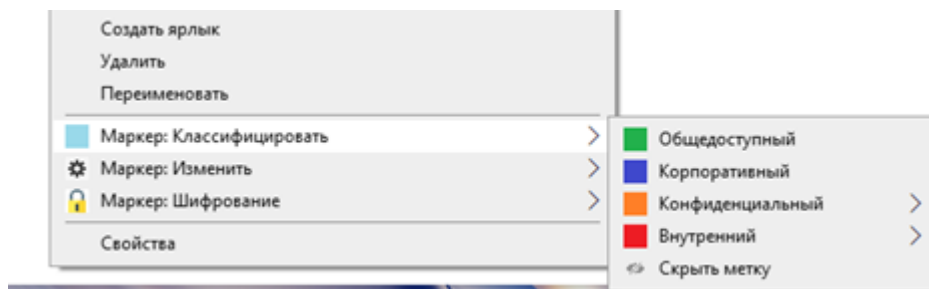 Создать ярлык
Удалить
Переименовать
Маркер: Классифицировать
Маркер: Изменить
Маркер: Шифрование
Свойства
Общедоступный
Корпоративный
Конфиденциальный
Внутренний
Скрыть метку